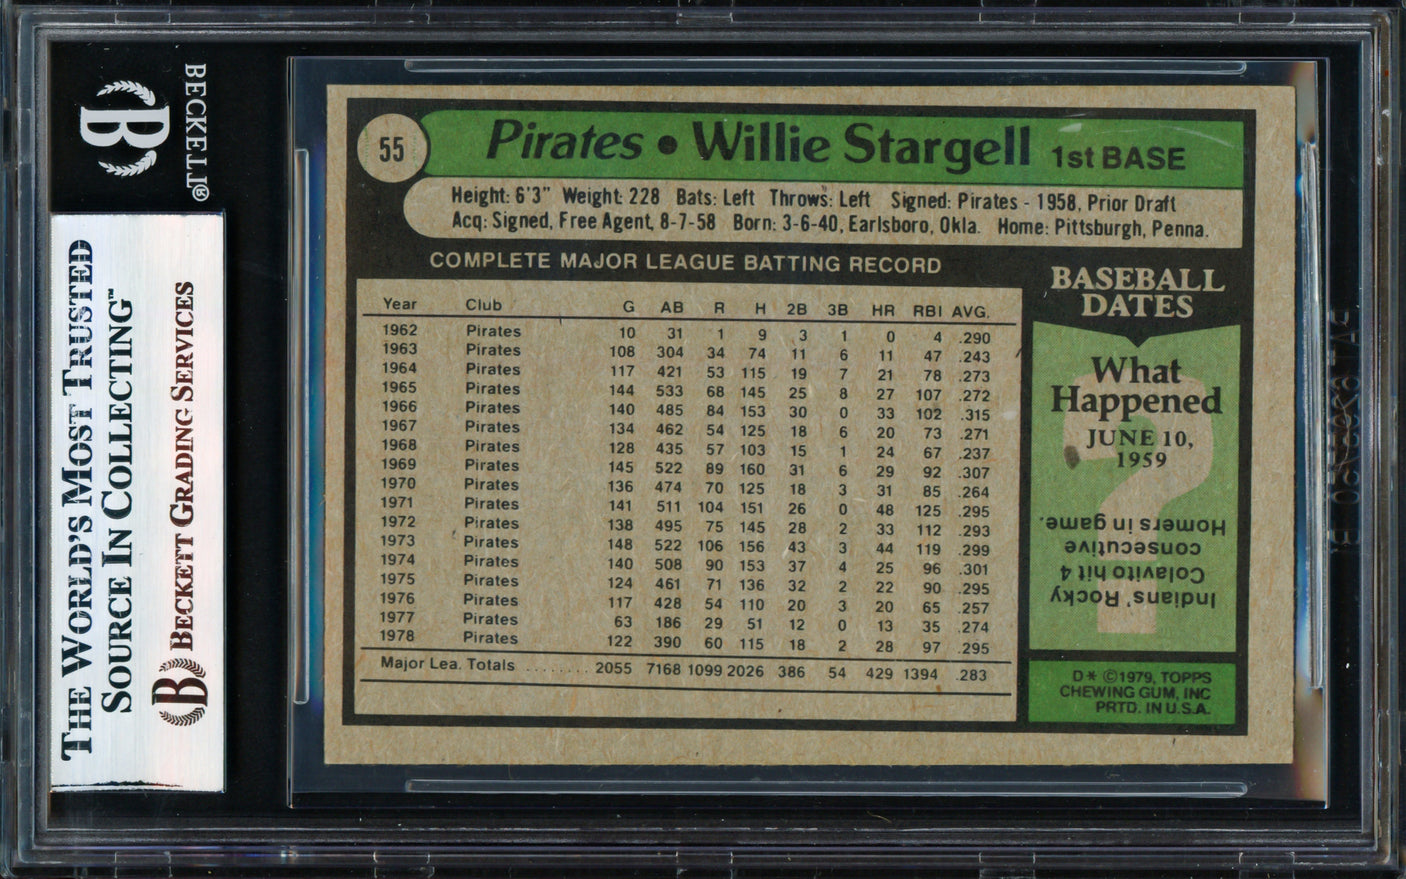 BECKETT®
B
THE WORLD'S MOST TRUSTED
SOURCE IN COLLECTING™
B BECKETT GRADING SERVICES
55
Pirates • Willie Stargell 1st BASE
Height: 6'3" Weight: 228 Bats: Left Throws: Left Signed: Pirates - 1958, Prior Draft
Acq: Signed, Free Agent, 8-7-58 Born: 3-6-40, Earlsboro, Okla. Home: Pittsburgh, Penna.
COMPLETE MAJOR LEAGUE BATTING RECORD
Year Club G AB R H 2B 3B HR RBI AVG.
1962 Pirates 10 31 1 9 3 1 0 4 .290
1963 Pirates 108 304 34 74 11 6 11 47 .243
1964 Pirates 117 421 53 115 19 7 21 78 .273
1965 Pirates 144 533 68 145 25 8 27 107 .272
1966 Pirates 140 485 84 153 30 0 33 102 .315
1967 Pirates 134 462 54 125 18 6 20 73 .271
1968 Pirates 128 435 57 103 15 1 24 67 .237
1969 Pirates 145 522 89 160 31 6 29 92 .307
1970 Pirates 136 474 70 125 18 3 31 85 .264
1971 Pirates 141 511 104 151 26 0 48 125 .295
1972 Pirates 138 495 75 145 28 2 33 112 .293
1973 Pirates 148 522 106 156 43 3 44 119 .299
1974 Pirates 140 508 90 153 37 4 25 96 .301
1975 Pirates 124 461 71 136 32 2 22 90 .295
1976 Pirates 117 428 54 110 20 3 20 65 .257
1977 Pirates 63 186 29 51 12 0 13 35 .274
1978 Pirates 122 390 60 115 18 2 28 97 .295
Major Lea. Totals ........ 2055 7168 1099 2026 386 54 429 1394 .283
BASEBALL
DATES
What
Happened
JUNE 10,
1959
?
Indians' Rocky
Colavito hit 4
consecutive
Homers in game.
D* ©1979, TOPPS
CHEWING GUM, INC
PRTD. IN U.S.A.